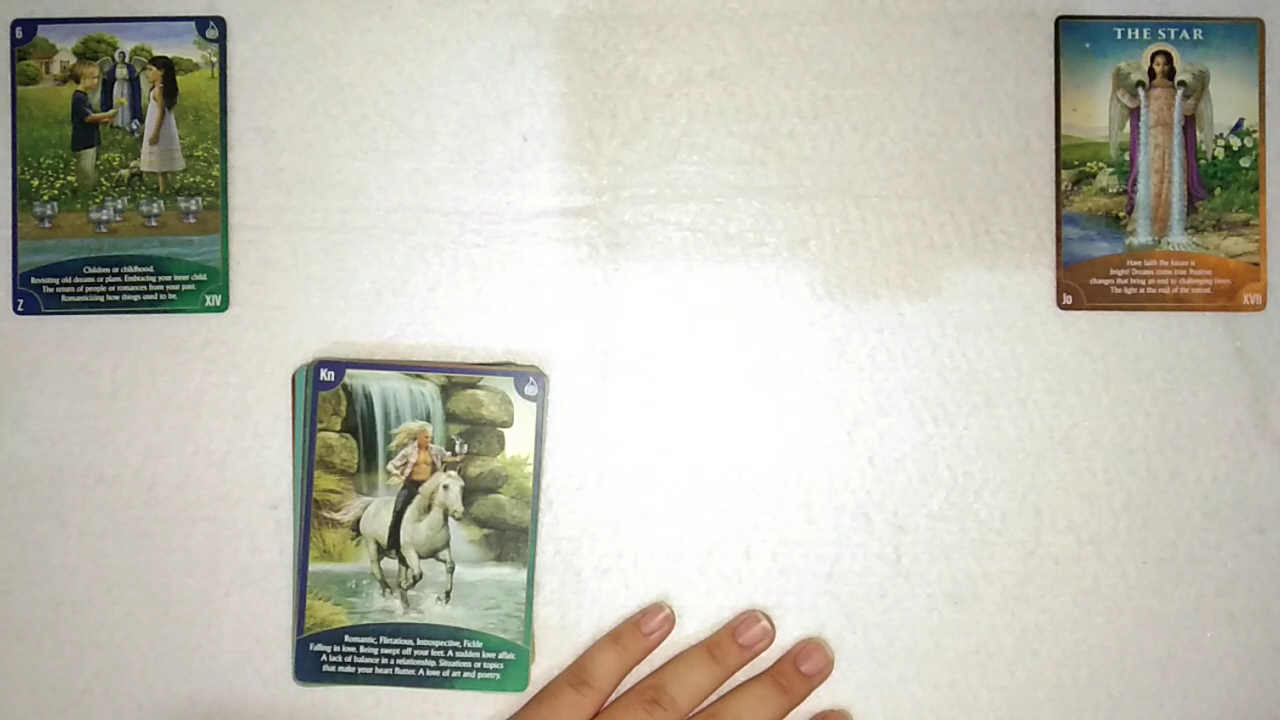 6
Children or childhood.
Revisiting old dreams or plans. Embracing your inner child.
The return of people or romances from your past.
Romanticizing how things used to be.
Z
XIV
THE STAR
Have faith the future is
bright! Dreams come true. Positive
changes that bring an end to challenging times.
The light at the end of the tunnel.
Jo
XVII
Kn
Romantic, Flirtatious, Introspective, Fickle
Falling in love. Being swept off your feet. A sudden love affair.
A lack of balance in a relationship. Situations or topics
that make your heart flutter. A love of art and poetry.